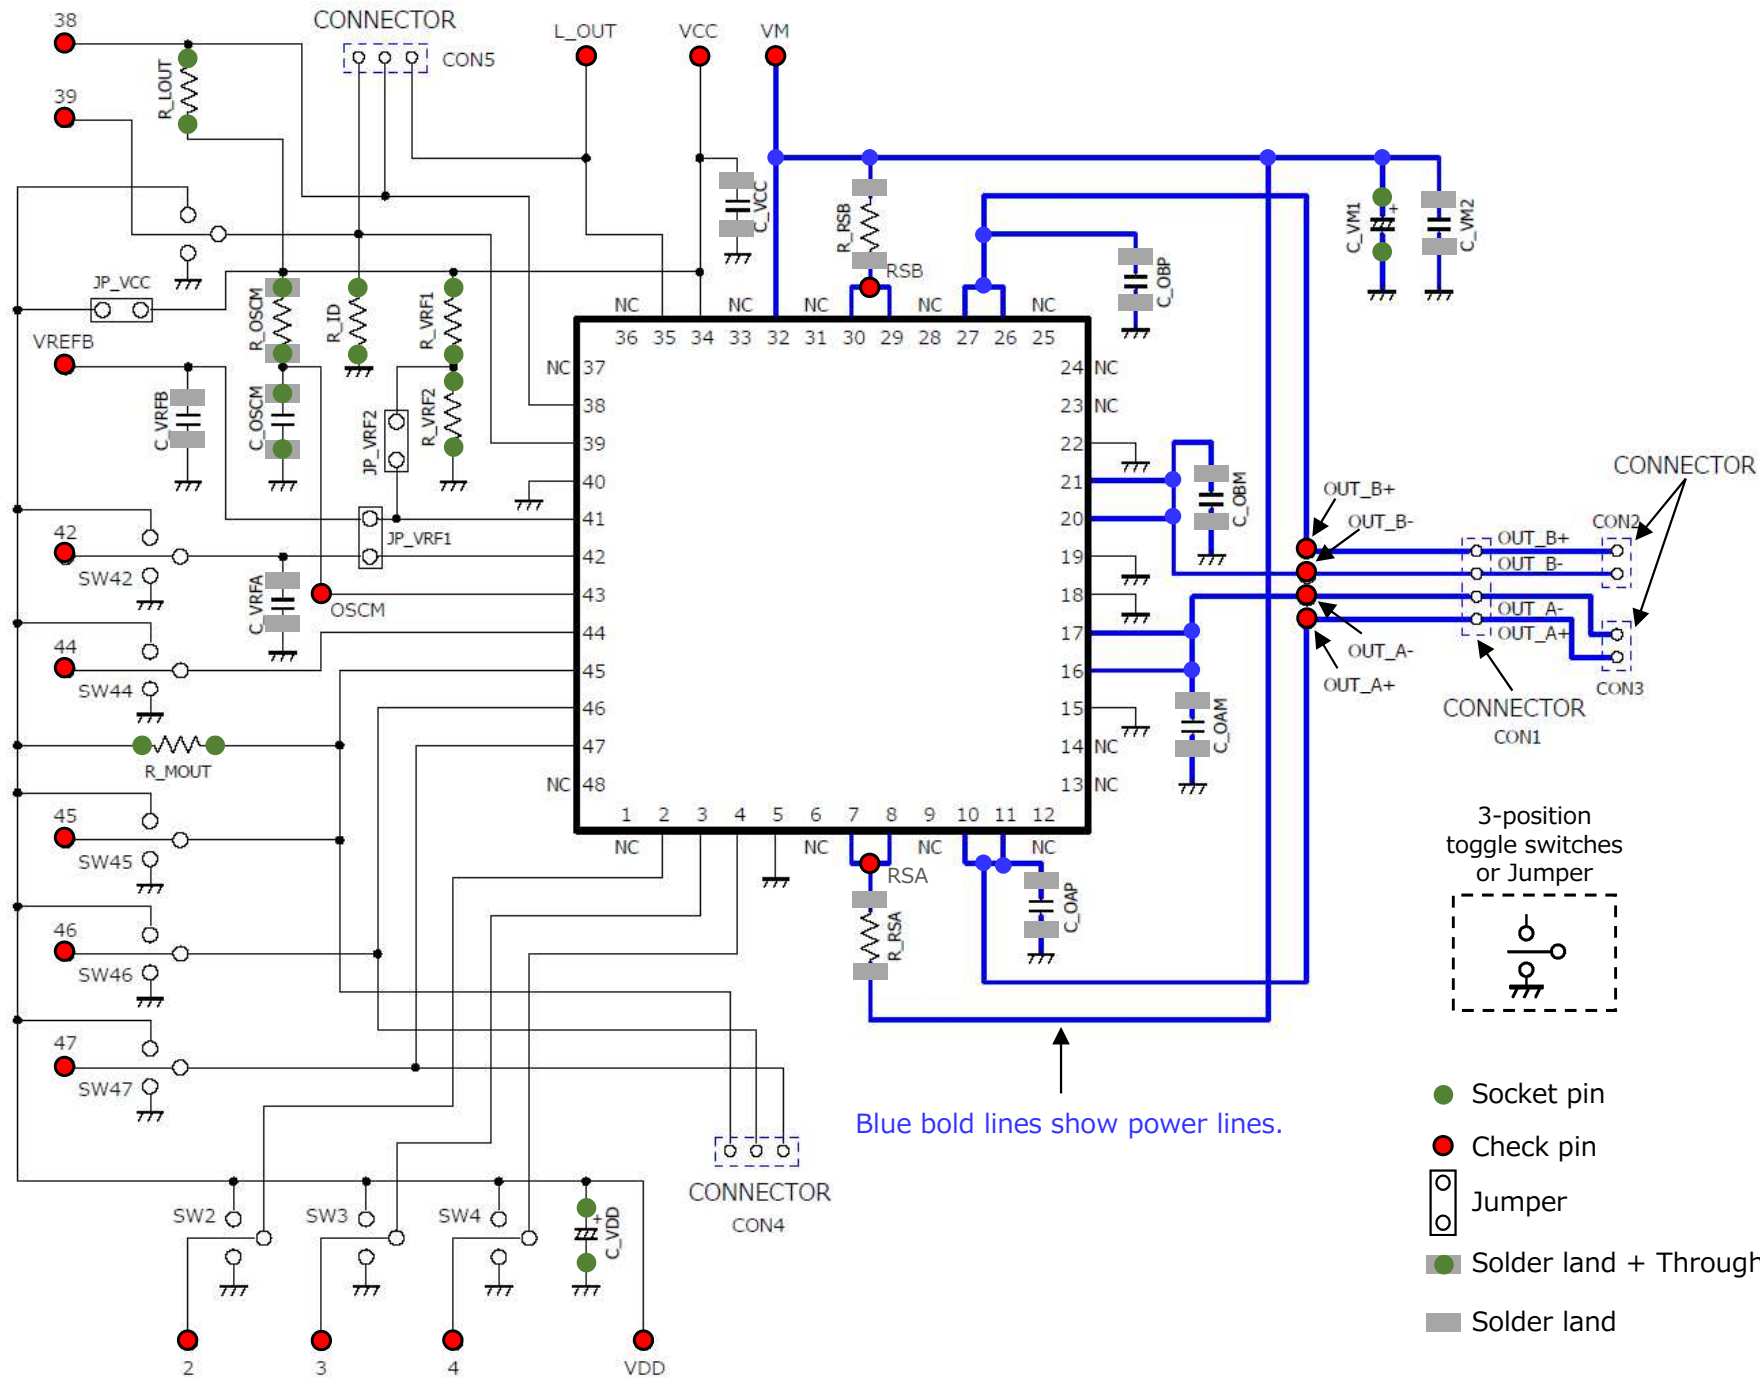 38
CONNECTOR
CON5
L_OUT
VCC
VM
39
R_LOUT
C_VCC
R_RSB
RSB
C_OBP
C_VM1
+
C_VM2
JP_VCC
VREFB
R_OSCM
R_ID
R_VRF1
C_VRFB
C_OSCM
JP_VRF2
R_VRF2
NC
NC
NC
NC
NC
36 35 34 33 32 31 30 29 28 27 26 25
NC 37
38
39
40
41
42
43
44
45
46
47
NC 48
24 NC
23 NC
22
21
20
19
18
17
16
15
14 NC
13 NC
1 2 3 4 5 6 7 8 9 10 11 12
NC
NC
NC
NC
42
SW42
JP_VRF1
C_VRFA
OSCM
44
SW44
R_MOUT
45
SW45
46
SW46
47
SW47
C_OBM
C_OAM
RSA
R_RSA
C_OAP
OUT_B+
OUT_B-
OUT_A-
OUT_A+
CONNECTOR
CON2
OUT_B+
OUT_B-
OUT_A-
OUT_A+
CON3
CONNECTOR
CON1
3-position
toggle switches
or Jumper
Blue bold lines show power lines.
CONNECTOR
CON4
SW2
SW3
SW4
+
C_VDD
2
3
4
VDD
Socket pin
Check pin
Jumper
Solder land + Through
Solder land